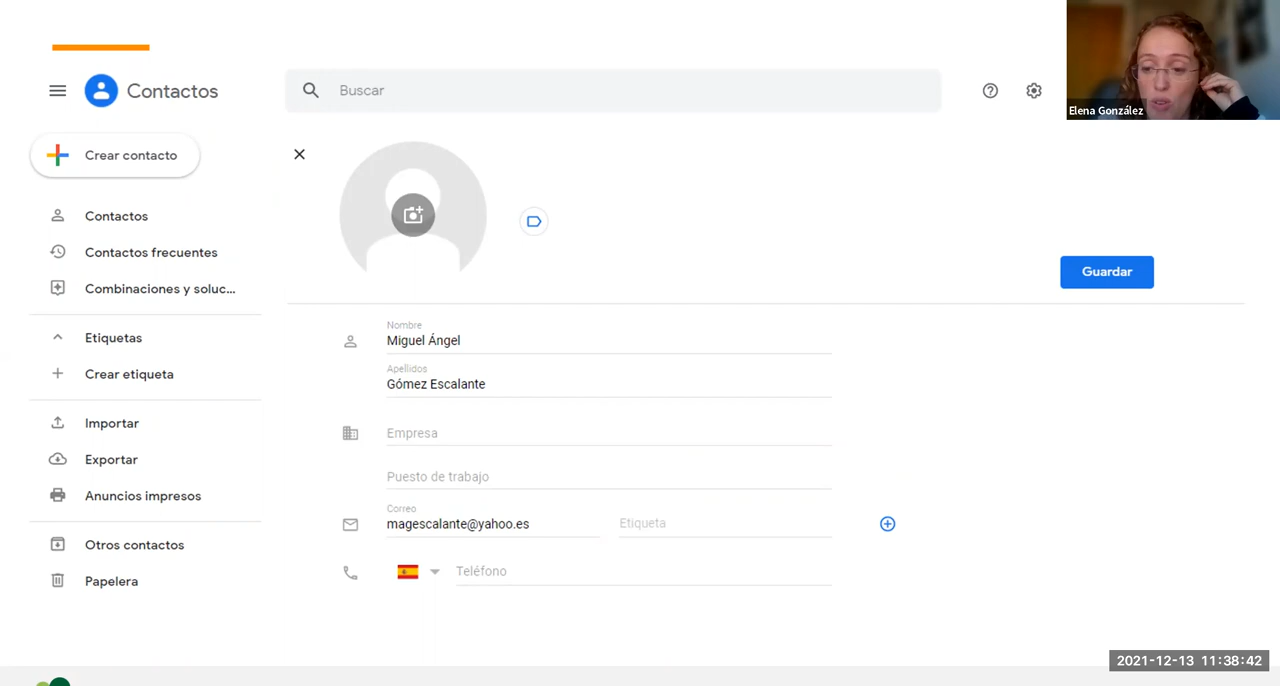 Contactos
Buscar
Elena González
Crear contacto
Contactos
Contactos frecuentes
Combinaciones y soluc...
Guardar
Etiquetas
Crear etiqueta
Importar
Exportar
Anuncios impresos
Otros contactos
Papelera
Nombre
Miguel Ángel
Apellidos
Gómez Escalante
Empresa
Puesto de trabajo
Correo
magescalante@yahoo.es
Etiqueta
Teléfono
2021-12-13 11:38:42